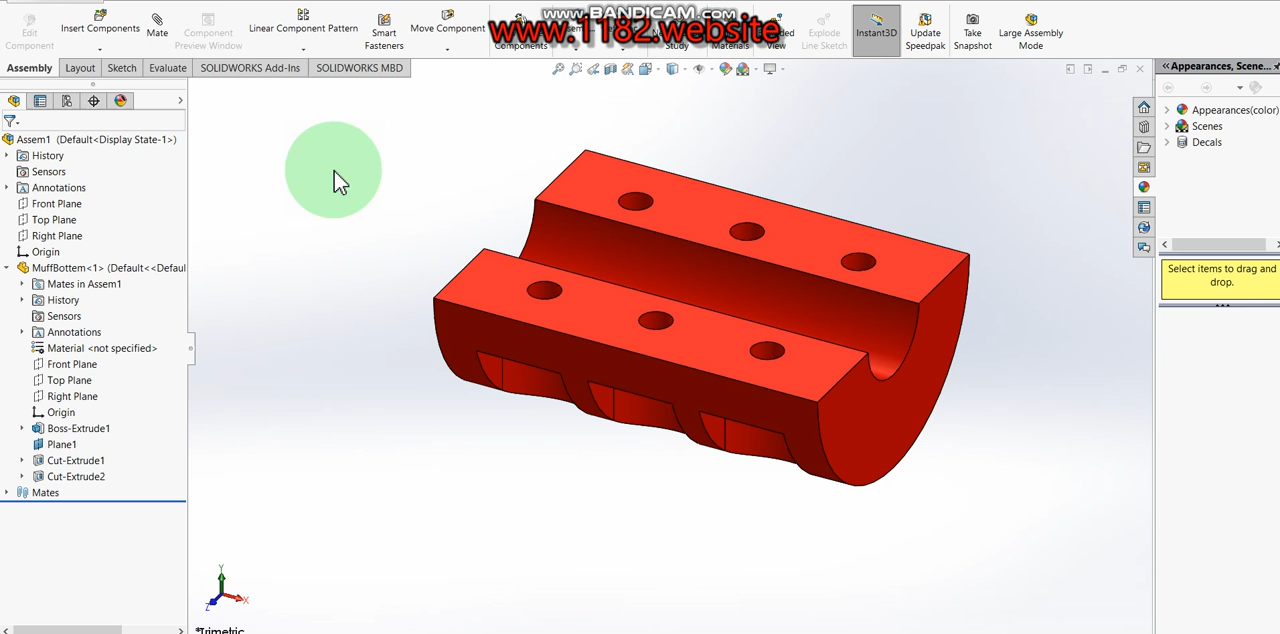 www.BANDICAM.com
www.1182.website
Edit Component
Insert Components
Mate
Component Preview Window
Linear Component Pattern
Smart Fasteners
Move Component
Components
Study
Materials
View
Explode Line Sketch
Instant3D
Update Speedpak
Take Snapshot
Large Assembly Mode
Assembly
Layout
Sketch
Evaluate
SOLIDWORKS Add-Ins
SOLIDWORKS MBD
Assem1 (Default<Display State-1>)
History
Sensors
Annotations
Front Plane
Top Plane
Right Plane
Origin
MuffBottem<1> (Default<<Defaul
Mates in Assem1
History
Sensors
Annotations
Material <not specified>
Front Plane
Top Plane
Right Plane
Origin
Boss-Extrude1
Plane1
Cut-Extrude1
Cut-Extrude2
Mates
Y
X
Z
*Trimetric
Appearances, Scene...
Appearances(color)
Scenes
Decals
Select items to drag and
drop.